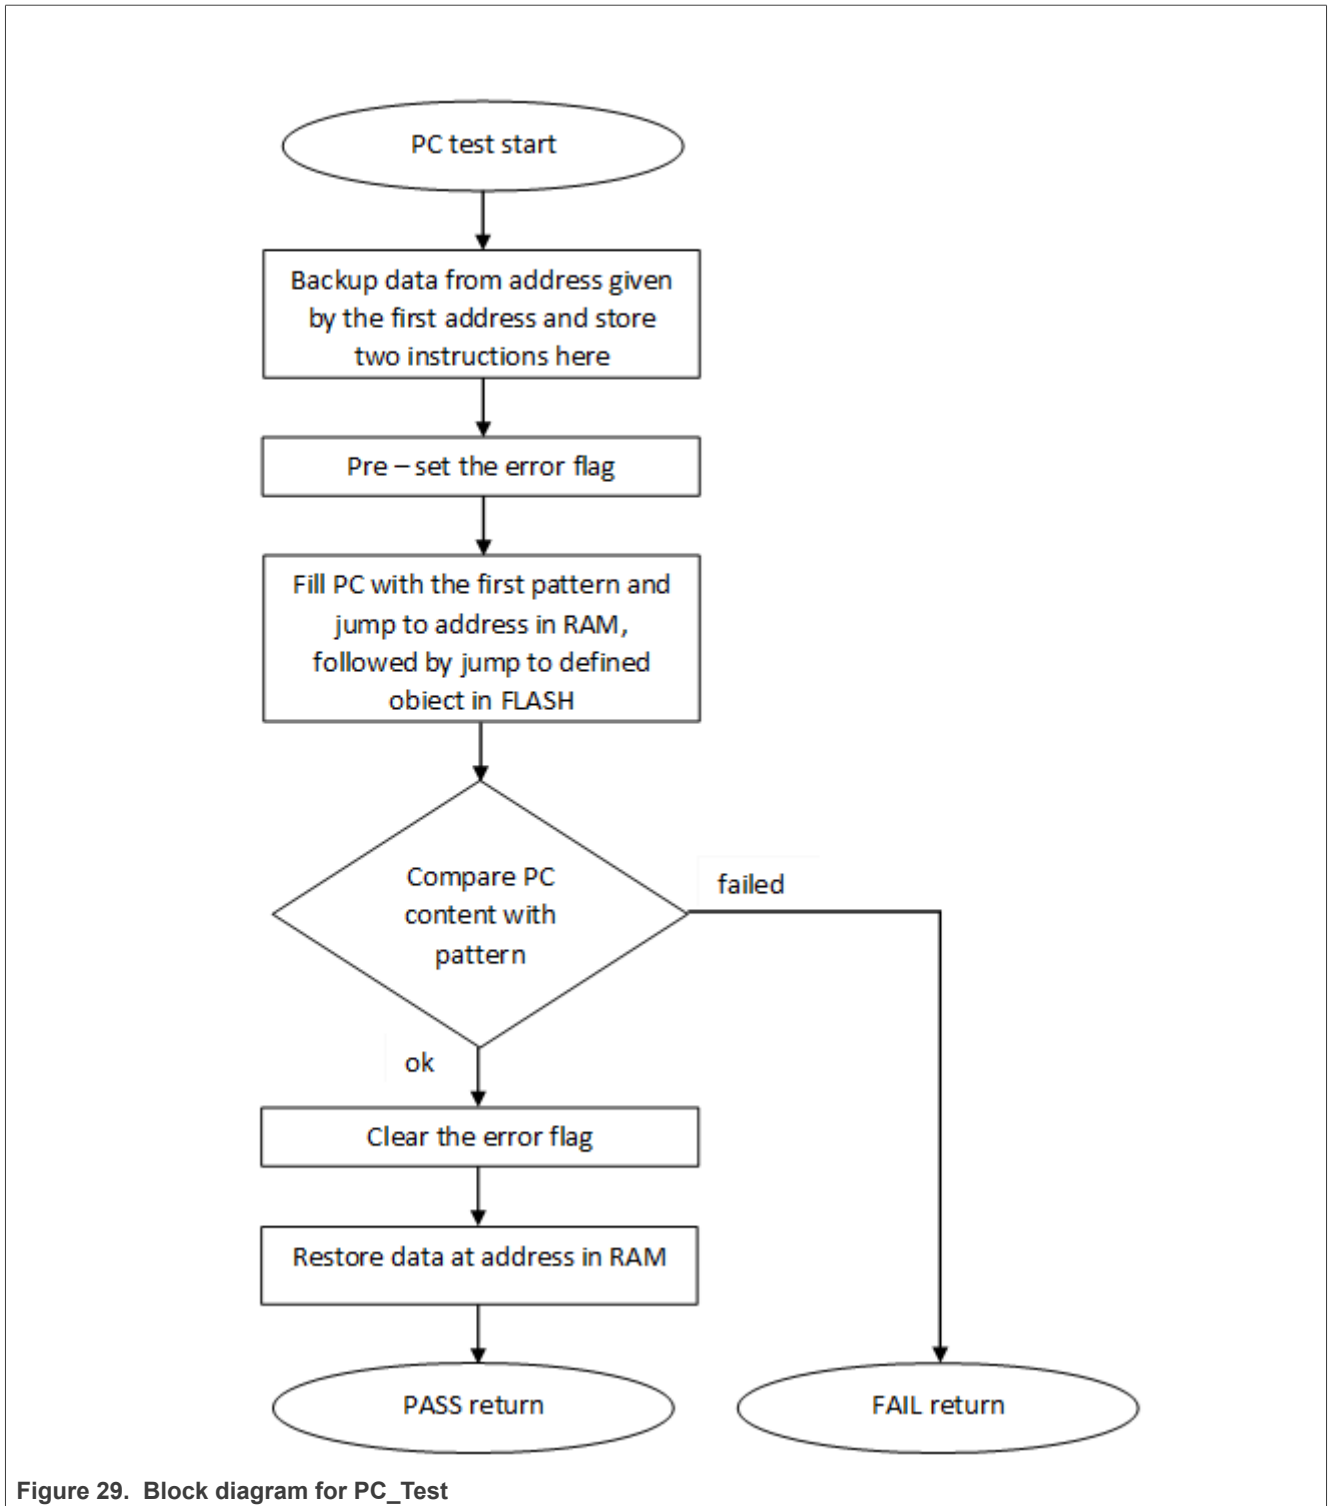 PC test start
Backup data from address given
by the first address and store
two instructions here
Pre – set the error flag
Fill PC with the first pattern and
jump to address in RAM,
followed by jump to defined
obiect in FLASH
Compare PC
content with
pattern
failed
ok
Clear the error flag
Restore data at address in RAM
PASS return
FAIL return
Figure 29. Block diagram for PC_Test